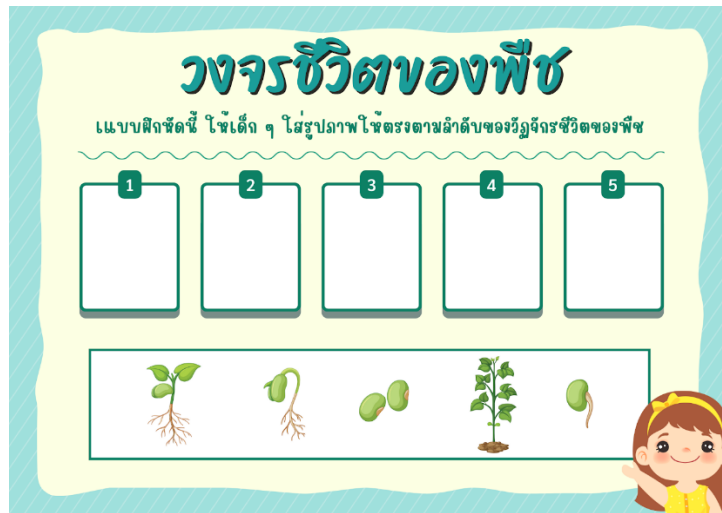 วงจรชีวิตของพืช
เแบบฝึกหัดนี้ ให้เด็ก ๆ ใส่รูปภาพให้ตรงตามลำดับของวัฏจักรชีวิตของพืช
1 2 3 4 5